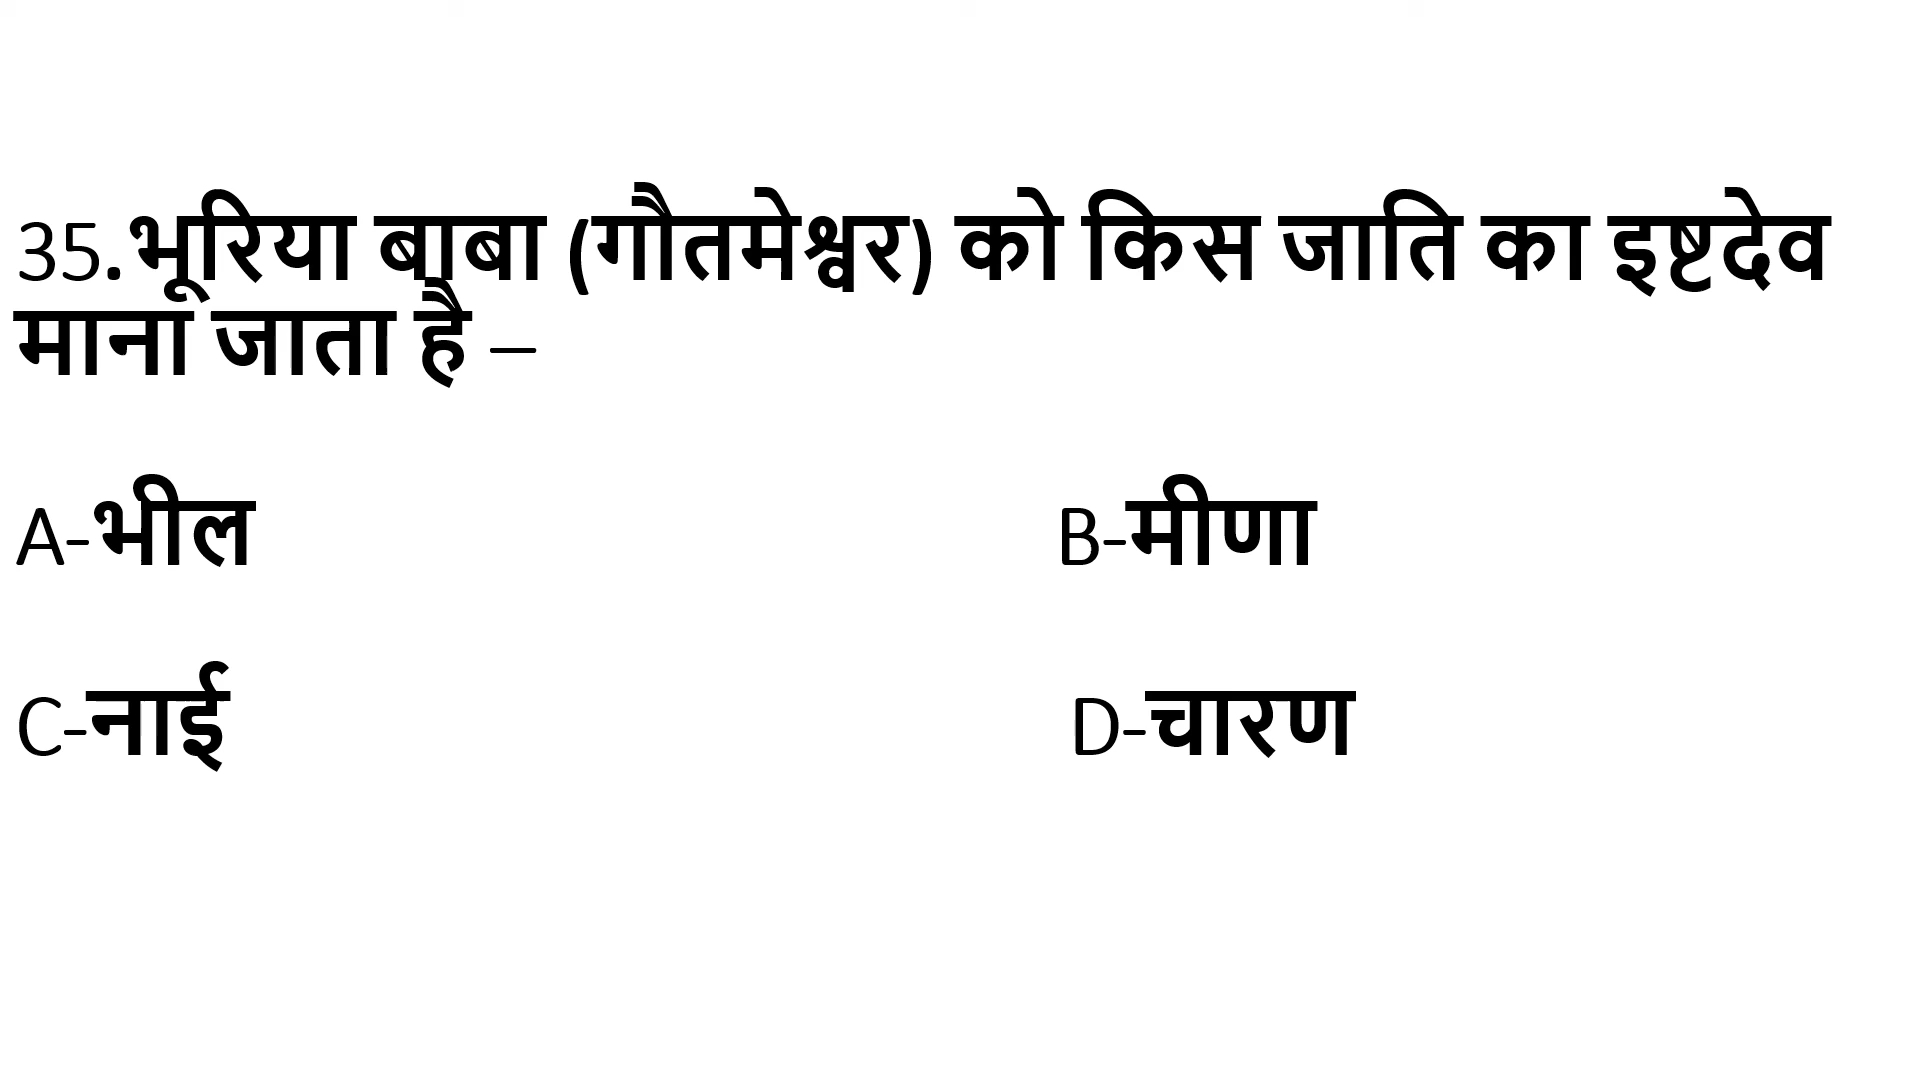 35.भूरिया बाबा (गौतमेश्वर) को किस जाति का इष्टदेव
माना जाता है –
A-भील B-मीणा
C-नाई D-चारण